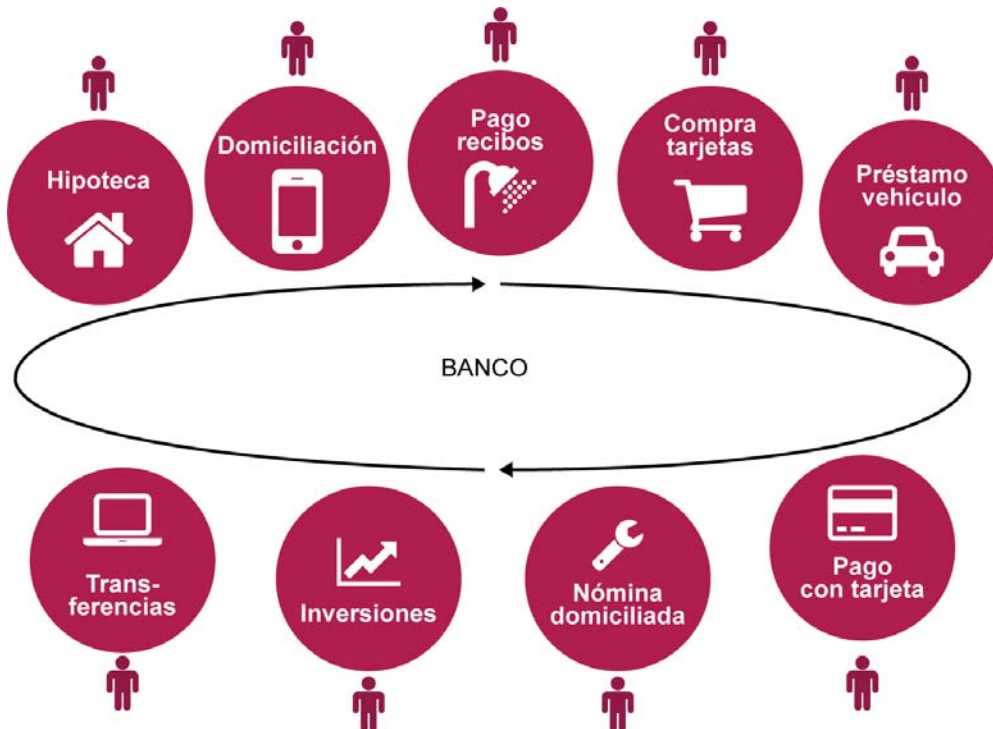 Hipoteca
Domiciliación
Pago
recibos
Compra
tarjetas
Préstamo
vehículo
BANCO
Trans-
ferencias
Inversiones
Nómina
domiciliada
Pago
con tarjeta